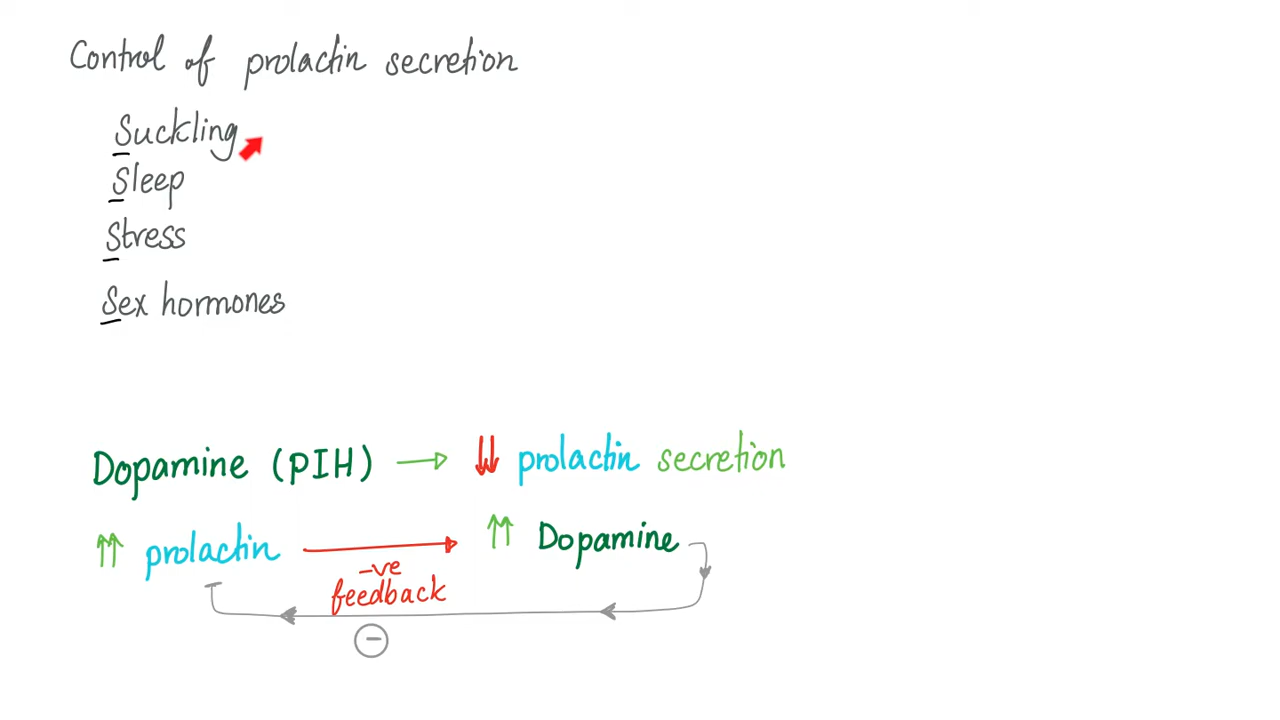 Control of prolactin secretion
Suckling
Sleep
Stress
Sex hormones
Dopamine (PIH) → ↓↓ prolactin secretion
↑↑ prolactin → ↑↑ Dopamine
-ve
feedback
−